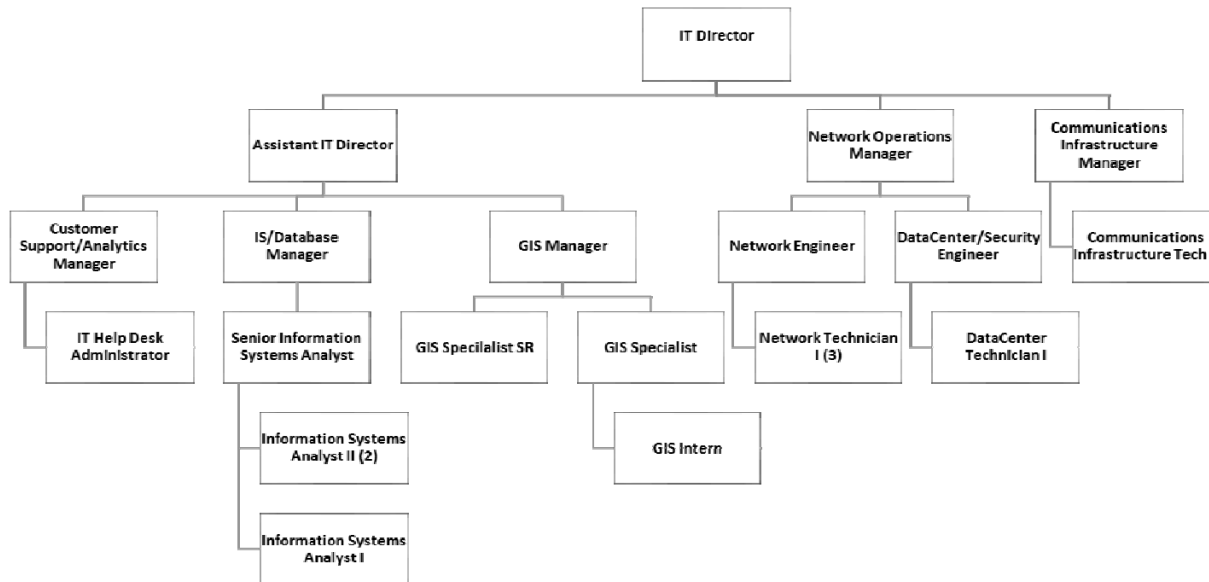 IT Director
Assistant IT Director
Network Operations
Manager
Communications
Infrastructure
Manager
Customer
Support/Analytics
Manager
IS/Database
Manager
GIS Manager
Network Engineer
DataCenter/Security
Engineer
Communications
Infrastructure Tech
IT Help Desk
Administrator
Senior Information
Systems Analyst
GIS Specilalist SR
GIS Specialist
Network Technician
I (3)
DataCenter
Technician I
Information Systems
Analyst II (2)
GIS Intern
Information Systems
Analyst I